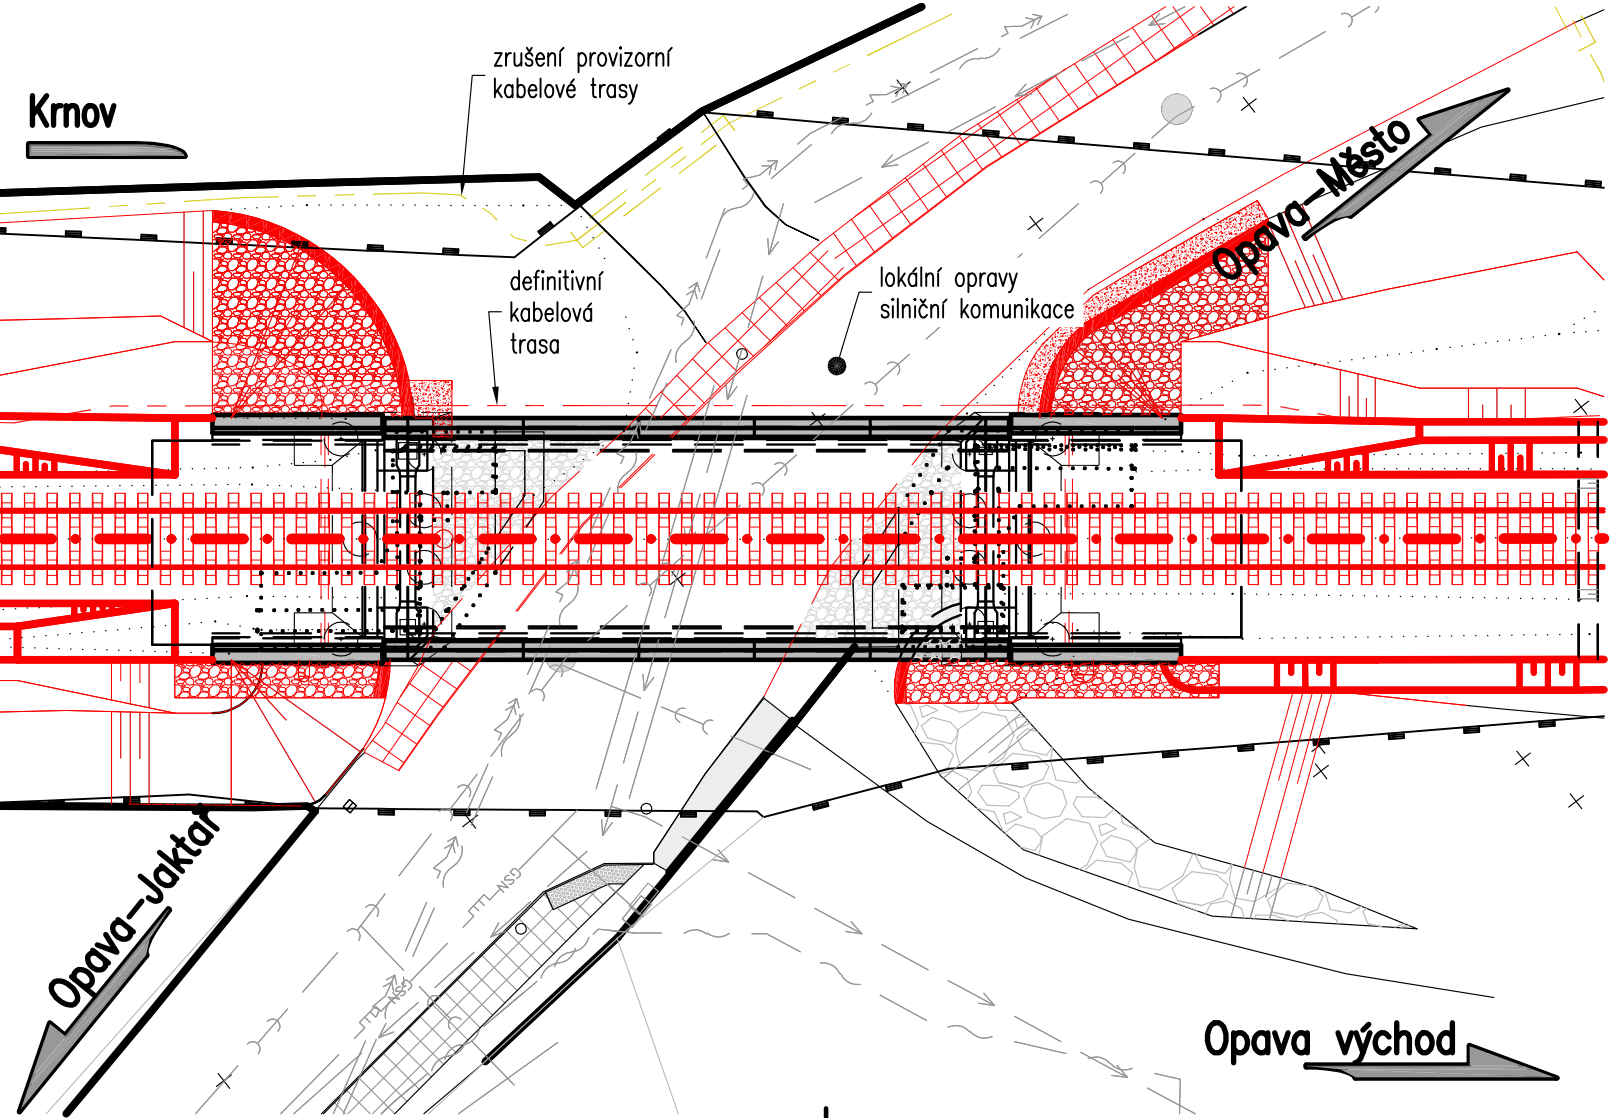 zrušení provizorní
kabelové trasy
Krnov
Opava-Město
definitivní
kabelová
trasa
lokální opravy
silniční komunikace
Opava-Jaktař
Opava východ